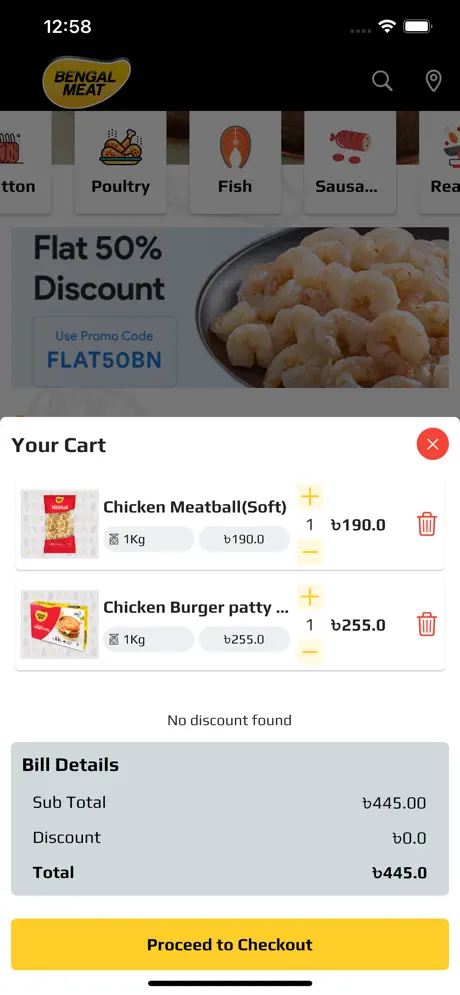 12:58
BENGAL
MEAT
tton
Poultry
Fish
Sausa...
Rea
Flat 50%
Discount
Use Promo Code
FLAT50BN
Your Cart
Chicken Meatball(Soft)
1Kg
৳190.0
1
৳190.0
Chicken Burger patty ...
1Kg
৳255.0
1
৳255.0
No discount found
Bill Details
Sub Total
৳445.00
Discount
৳0.0
Total
৳445.0
Proceed to Checkout